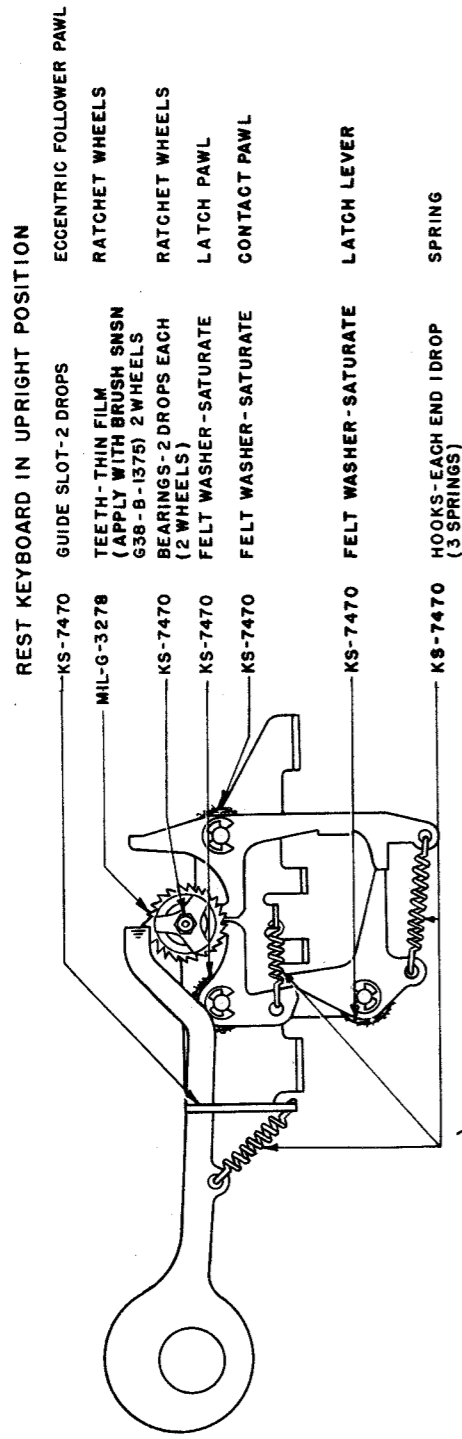 REST KEYBOARD IN UPRIGHT POSITION
KS-7470 GUIDE SLOT-2 DROPS ECCENTRIC FOLLOWER PAWL
MIL-G-3278 TEETH-THIN FILM RATCHET WHEELS
(APPLY WITH BRUSH SNSN
G38-B-1375) 2 WHEELS
KS-7470 BEARINGS-2 DROPS EACH RATCHET WHEELS
(2 WHEELS)
KS-7470 FELT WASHER-SATURATE LATCH PAWL
KS-7470 FELT WASHER-SATURATE CONTACT PAWL
KS-7470 FELT WASHER-SATURATE LATCH LEVER
KS-7470 HOOKS-EACH END 1 DROP SPRING
(3 SPRINGS)